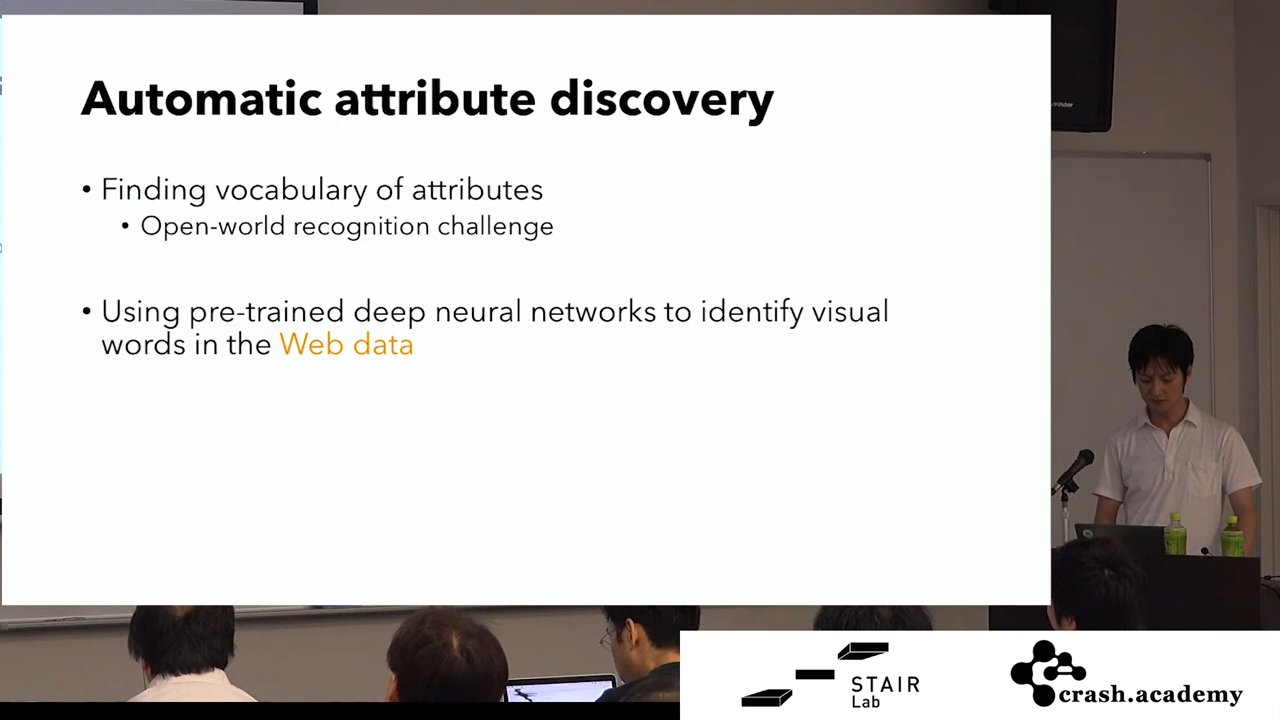 Automatic attribute discovery
• Finding vocabulary of attributes
• Open-world recognition challenge
• Using pre-trained deep neural networks to identify visual
words in the Web data
STAIR
Lab
crash.academy